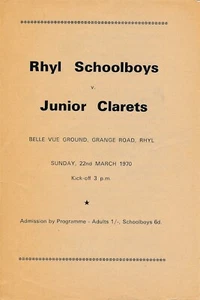 Rhyl Schoolboys
v.
Junior Clarets
BELLE VUE GROUND, GRANGE ROAD, RHYL
SUNDAY, 22nd MARCH 1970
Kick-off 3 p.m.
Admission by Programme - Adults 1/-, Schoolboys 6d.